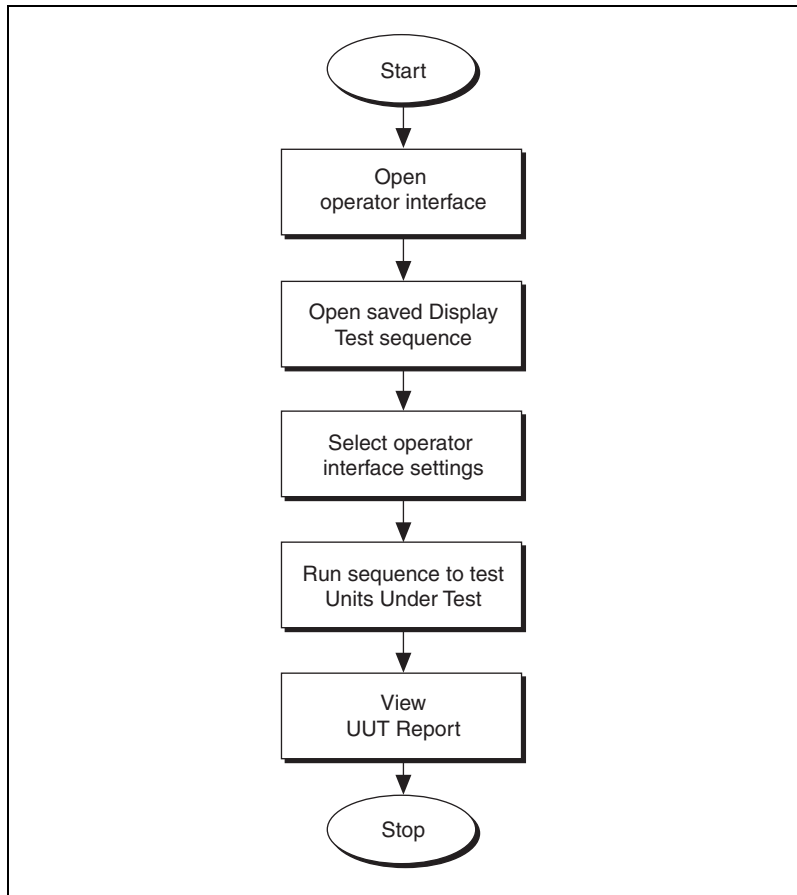 Start
Open
operator interface
Open saved Display
Test sequence
Select operator
interface settings
Run sequence to test
Units Under Test
View
UUT Report
Stop